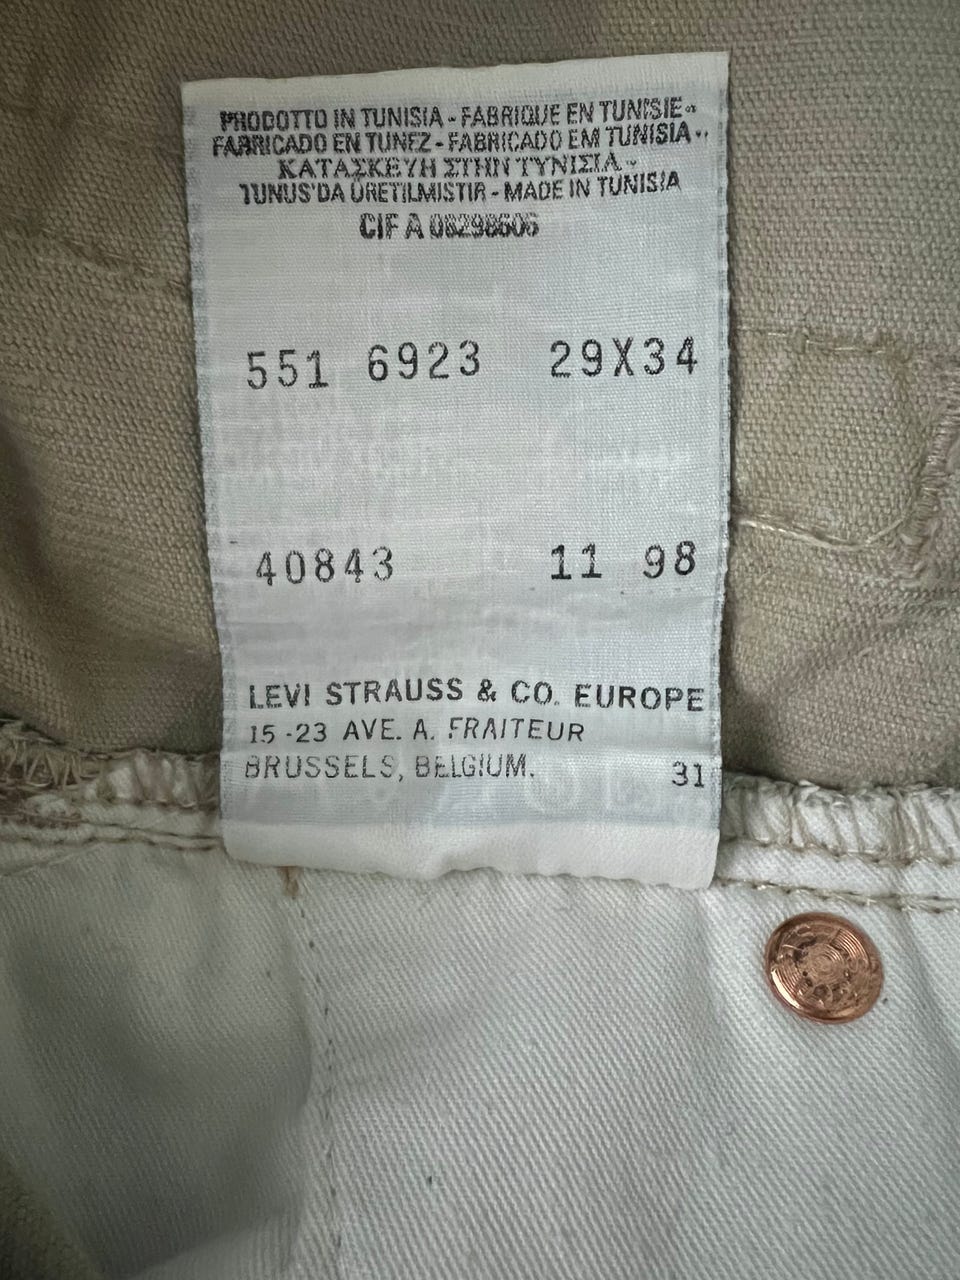 PRODOTTO IN TUNISIA - FABRIQUE EN TUNISIE -
FABRICADO EN TUNEZ - FABRICADO EM TUNISIA -
ΚΑΤΑΣΚΕΥΗ ΣΤΗΝ ΤΥΝΙΣΙΑ -
TUNUS'DA ÜRETILMISTIR - MADE IN TUNISIA
CIF A 08298606
551 6923 29X34
40843 11 98
LEVI STRAUSS & CO. EUROPE
15-23 AVE. A. FRAITEUR
BRUSSELS, BELGIUM. 31